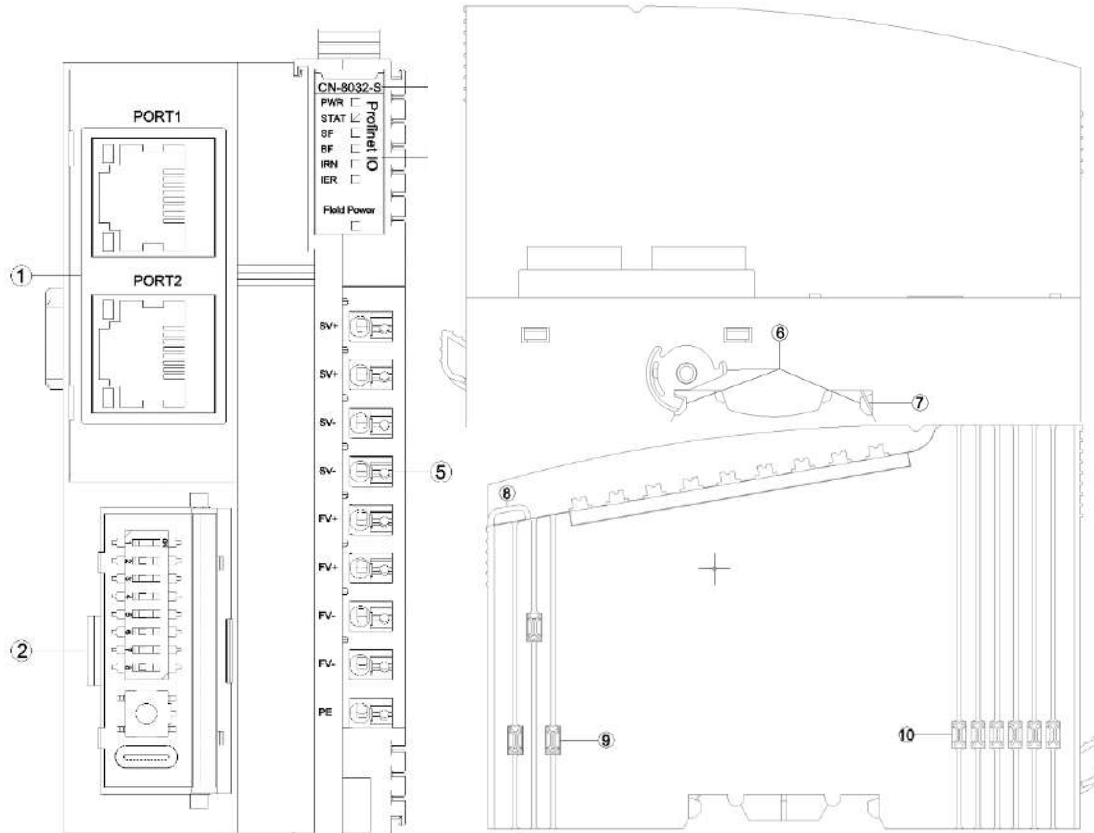 CN-8032-S
PWR
STAT
SF
BF
IRN
IER
Profinet IO
Field Power
PORT1
①
PORT2
SV+
SV+
SV-
SV-
⑤
FV+
FV+
FV-
FV-
PE
②
⑥
⑦
⑧
⑨
⑩